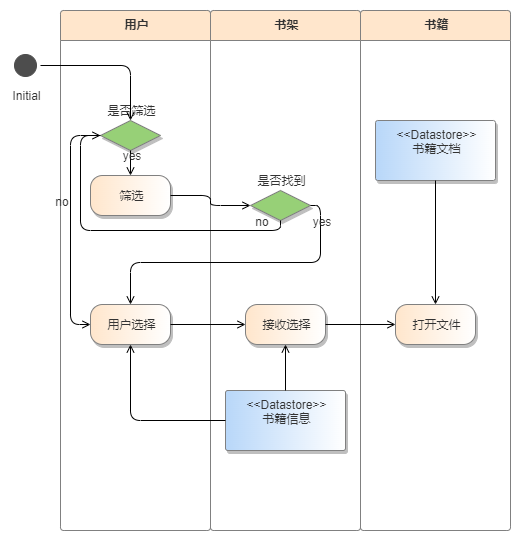 用户
书架
书籍
Initial
是否筛选
yes
<<Datastore>>
书籍文档
筛选
是否找到
no
no
yes
用户选择
接收选择
打开文件
<<Datastore>>
书籍信息